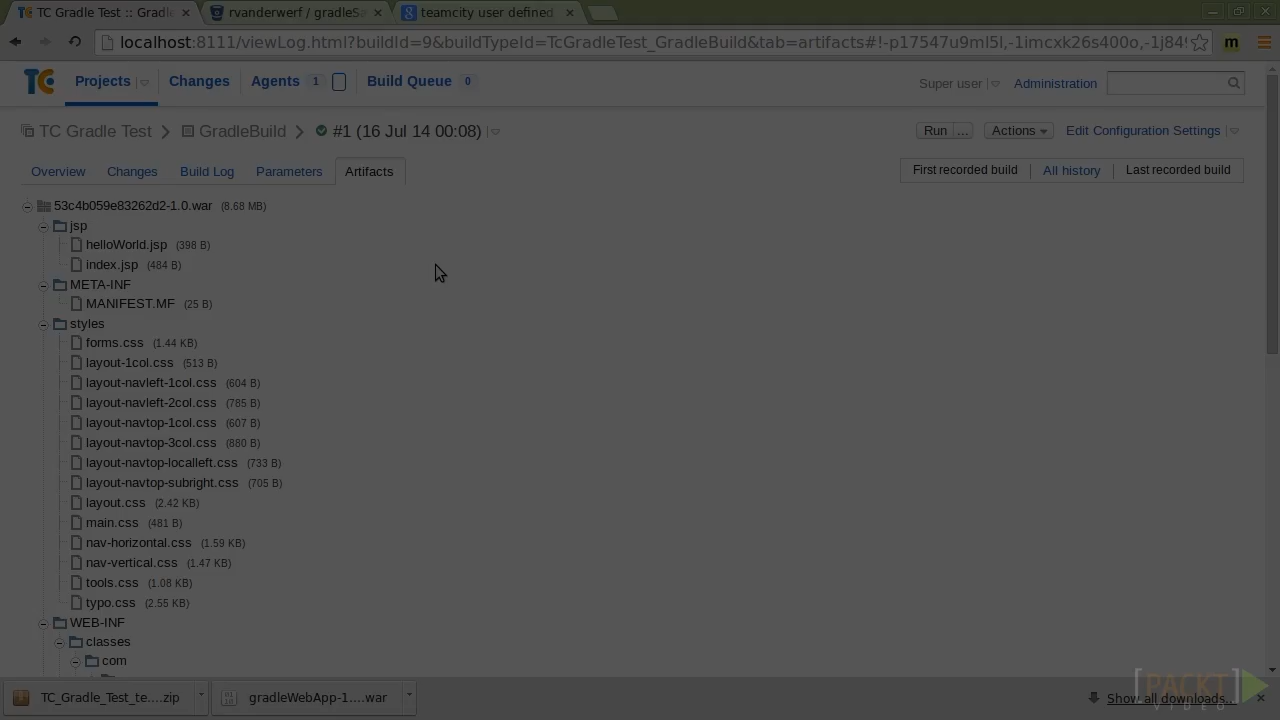 TC Gradle Test :: Gradle
rvanderwerf / gradleSa
teamcity user defined
localhost:8111/viewLog.html?buildId=9&buildTypeId=TcGradleTest_GradleBuild&tab=artifacts#!-p17547u9ml5l,-1imcxk26s400o,-1j849
m
TC
Projects
Changes
Agents 1
Build Queue 0
Super user
Administration
TC Gradle Test
GradleBuild
#1 (16 Jul 14 00:08)
Run ...
Actions
Edit Configuration Settings
Overview
Changes
Build Log
Parameters
Artifacts
First recorded build
All history
Last recorded build
53c4b059e83262d2-1.0.war (8.68 MB)
jsp
helloWorld.jsp (398 B)
index.jsp (484 B)
META-INF
MANIFEST.MF (25 B)
styles
forms.css (1.44 KB)
layout-1col.css (513 B)
layout-navleft-1col.css (604 B)
layout-navleft-2col.css (785 B)
layout-navtop-1col.css (607 B)
layout-navtop-3col.css (880 B)
layout-navtop-localleft.css (733 B)
layout-navtop-subright.css (705 B)
layout.css (2.42 KB)
main.css (481 B)
nav-horizontal.css (1.59 KB)
nav-vertical.css (1.47 KB)
tools.css (1.08 KB)
typo.css (2.55 KB)
WEB-INF
classes
com
TC_Gradle_Test_te....zip
gradleWebApp-1....war
Show all downloads...
[PACKT]
VIDEO